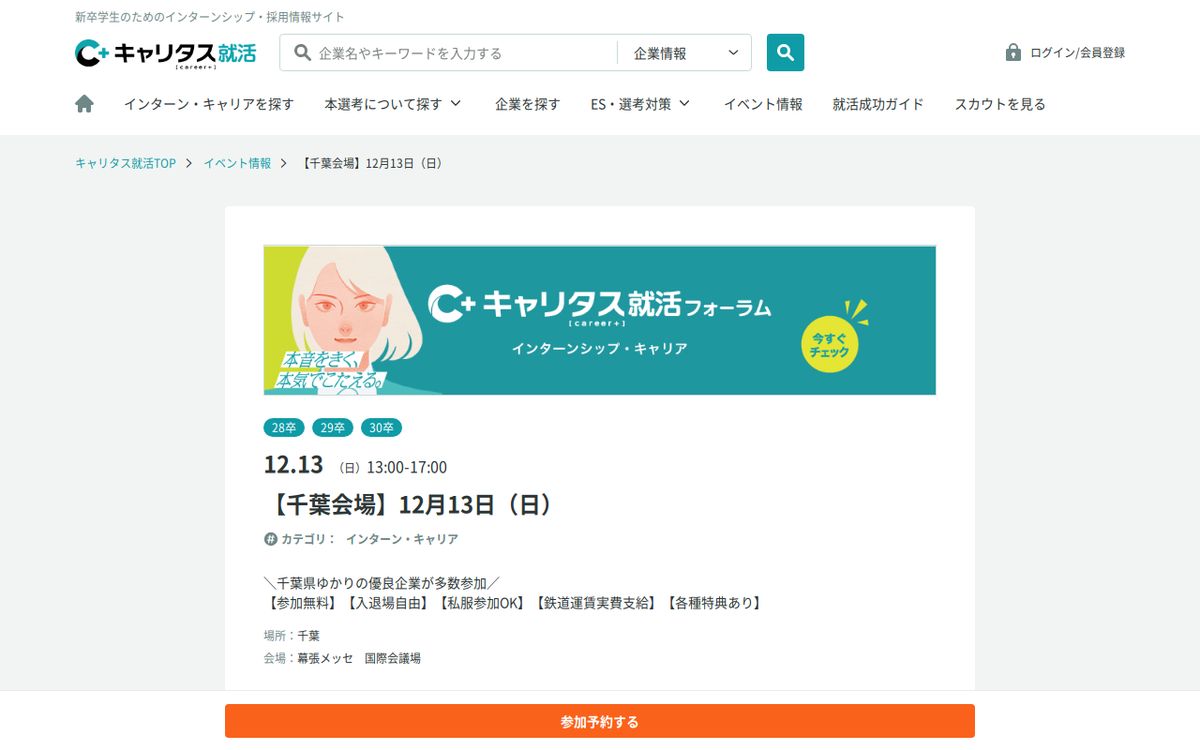 新卒学生のためのインターンシップ・採用情報サイト
C+ キャリタス就活
[career+]
企業名やキーワードを入力する
企業情報
ログイン/会員登録
インターン・キャリアを探す
本選考について探す
企業を探す
ES・選考対策
イベント情報
就活成功ガイド
スカウトを見る
キャリタス就活TOP > イベント情報 > 【千葉会場】12月13日（日）
C+ キャリタス就活フォーラム
[career+]
インターンシップ・キャリア
今すぐ
チェック
本音をきく、
本気でこたえる。
28卒 29卒 30卒
12.13 （日）13:00-17:00
【千葉会場】12月13日（日）
# カテゴリ： インターン・キャリア
＼千葉県ゆかりの優良企業が多数参加／
【参加無料】【入退場自由】【私服参加OK】【鉄道運賃実費支給】【各種特典あり】
場所：千葉
会場：幕張メッセ　国際会議場
参加予約する